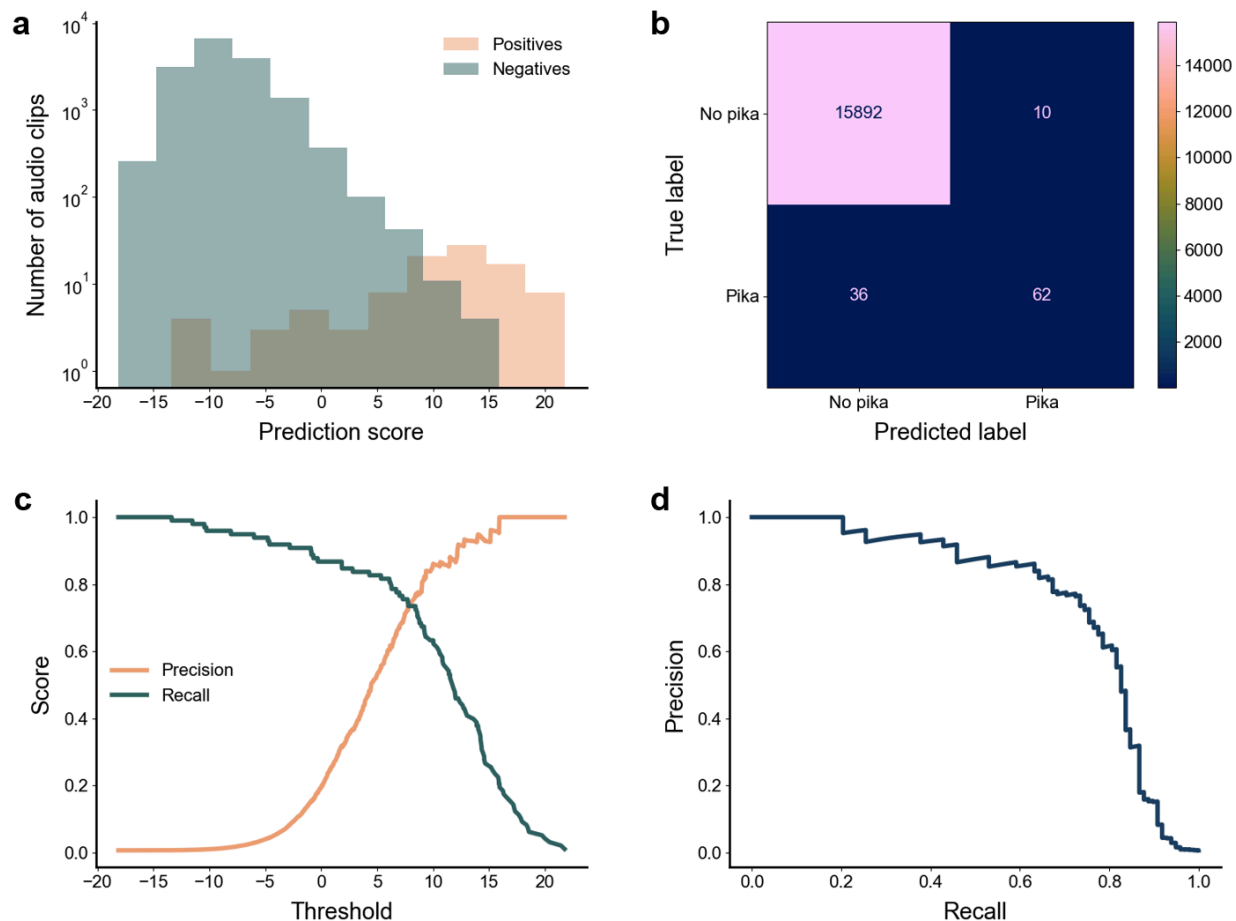 a
10^4
10^3
10^2
10^1
10^0
Number of audio clips
Positives
Negatives
−20 −15 −10 −5 0 5 10 15 20
Prediction score
b
No pika
Pika
True label
15892 10
36 62
No pika Pika
Predicted label
14000
12000
10000
8000
6000
4000
2000
c
1.0
0.8
0.6
0.4
0.2
0.0
Score
Precision
Recall
−20 −15 −10 −5 0 5 10 15 20
Threshold
d
1.0
0.8
0.6
0.4
0.2
0.0
Precision
0.0 0.2 0.4 0.6 0.8 1.0
Recall